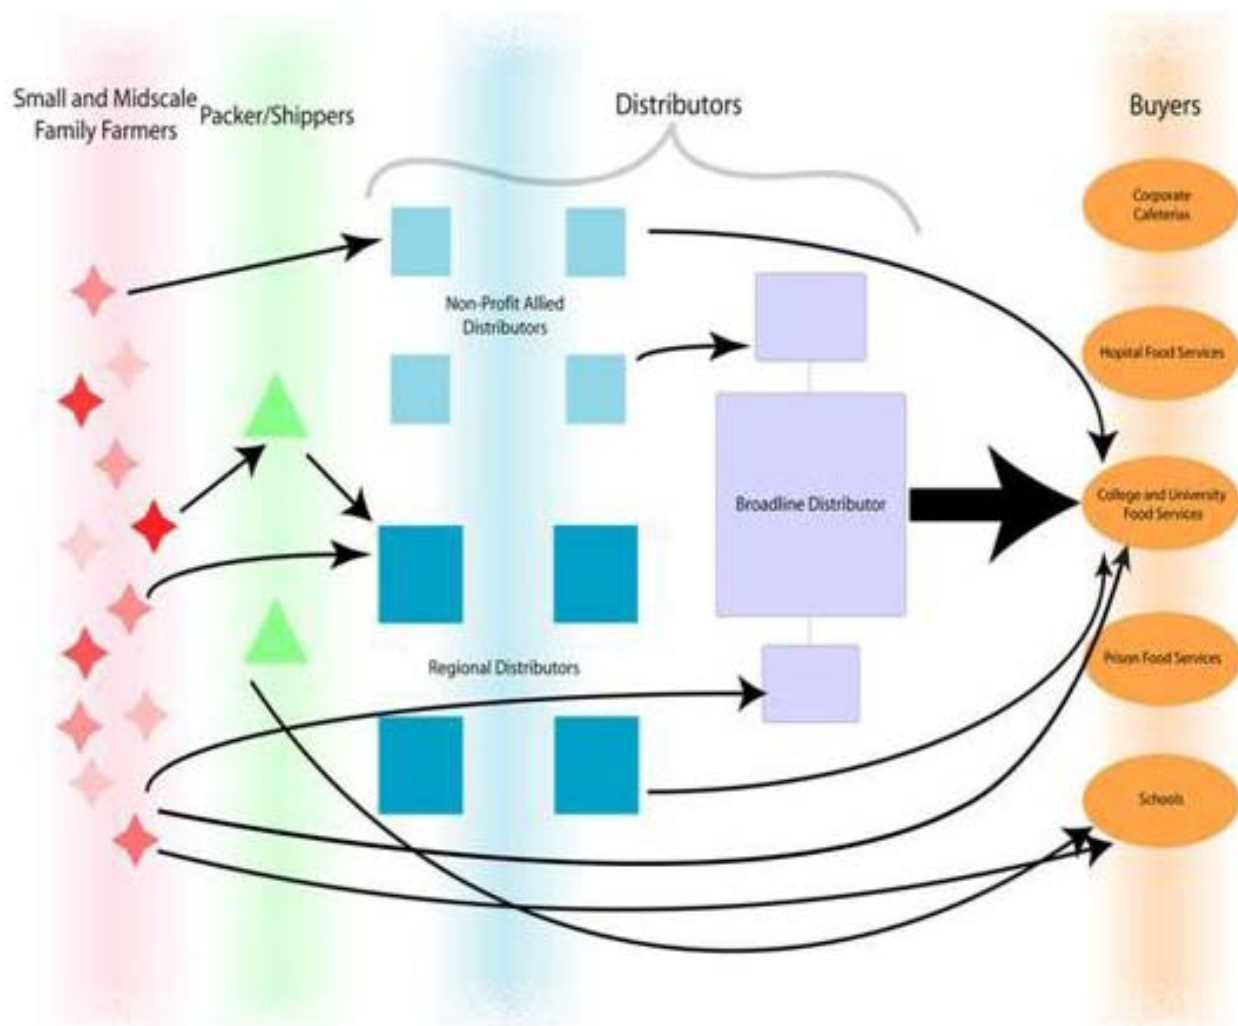 Small and Midscale
Family Farmers
Packer/Shippers
Distributors
Buyers
Corporate
Cafeterias
Non-Profit Allied
Distributors
Hopital Food Services
Broadline Distributor
College and University
Food Services
Regional Distributors
Prison Food Services
Schools